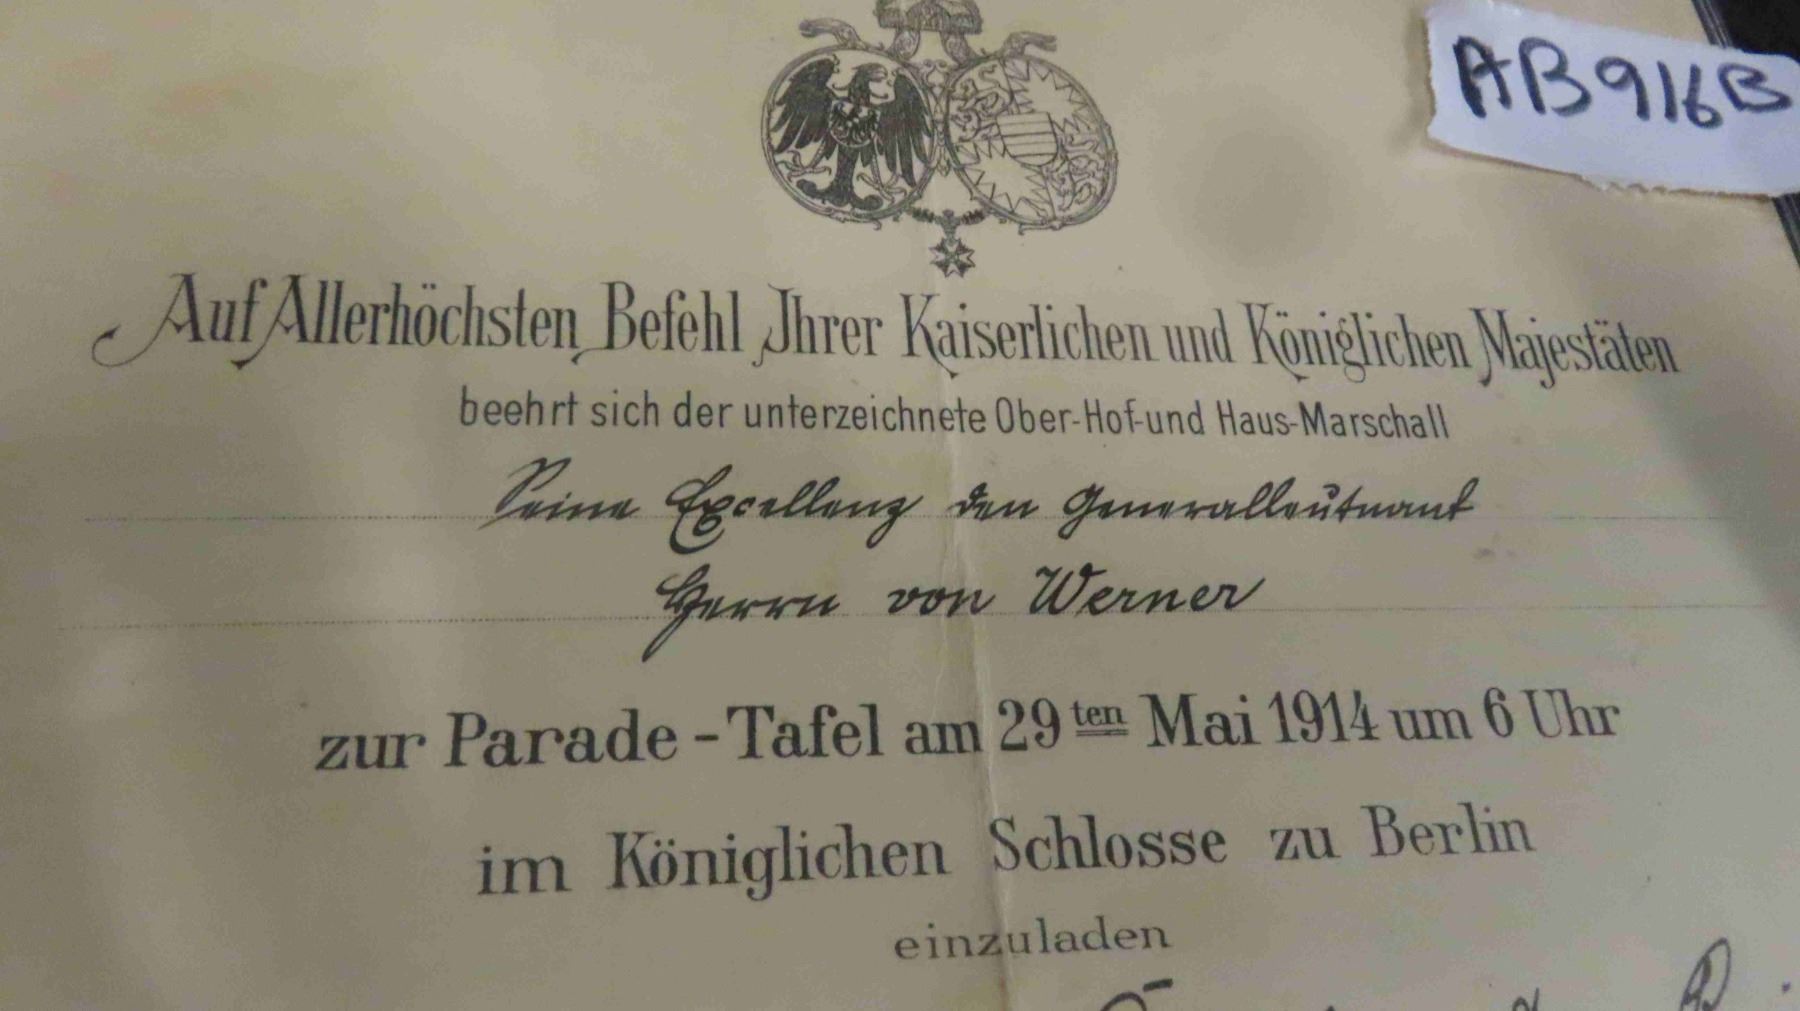 AB916B
Auf Allerhöchsten Befehl Ihrer Kaiserlichen und Königlichen Majestäten
beehrt sich der unterzeichnete Ober-Hof-und Haus-Marschall
Seine Excellenz den Generalleutnant
Herrn von Werner
zur Parade-Tafel am 29ten Mai 1914 um 6 Uhr
im Königlichen Schlosse zu Berlin
einzuladen